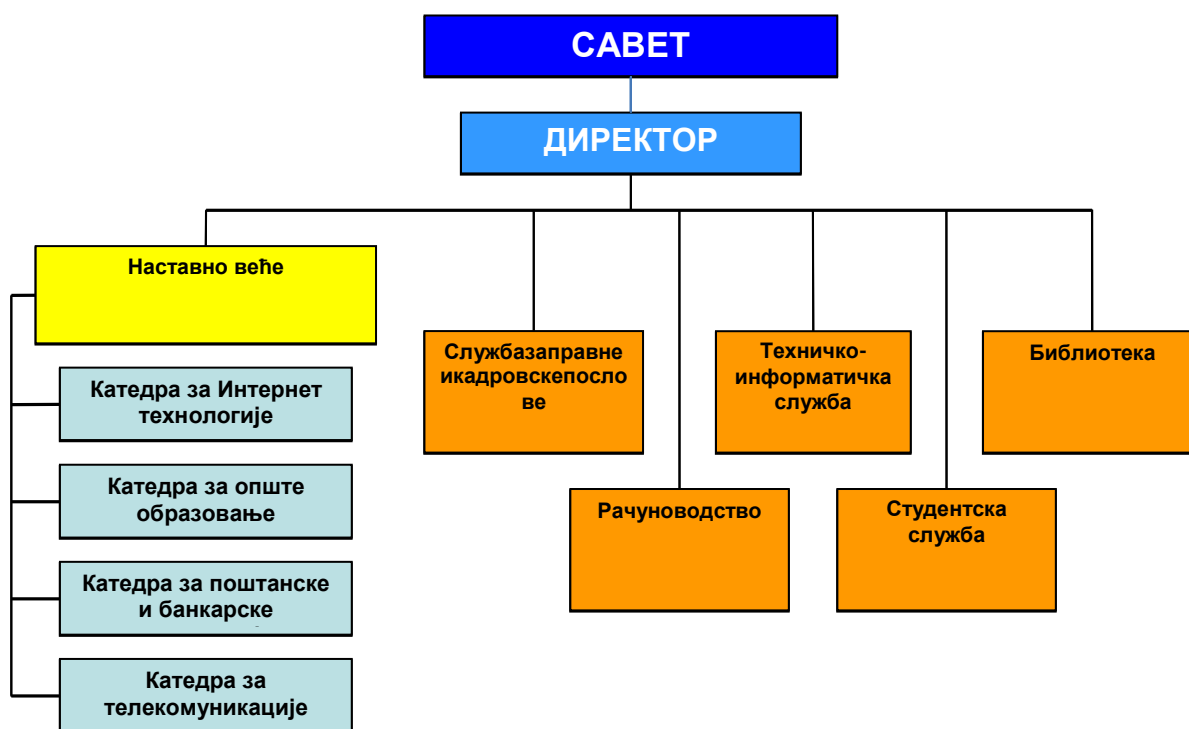 САВЕТ
ДИРЕКТОР
Наставно веће
Катедра за Интернет
технологије
Катедра за опште
образовање
Катедра за поштанске
и банкарске
Катедра за
телекомуникације
Службазаправне
икадровскепосло
ве
Техничко-
информатичка
служба
Библиотека
Рачуноводство
Студентска
служба